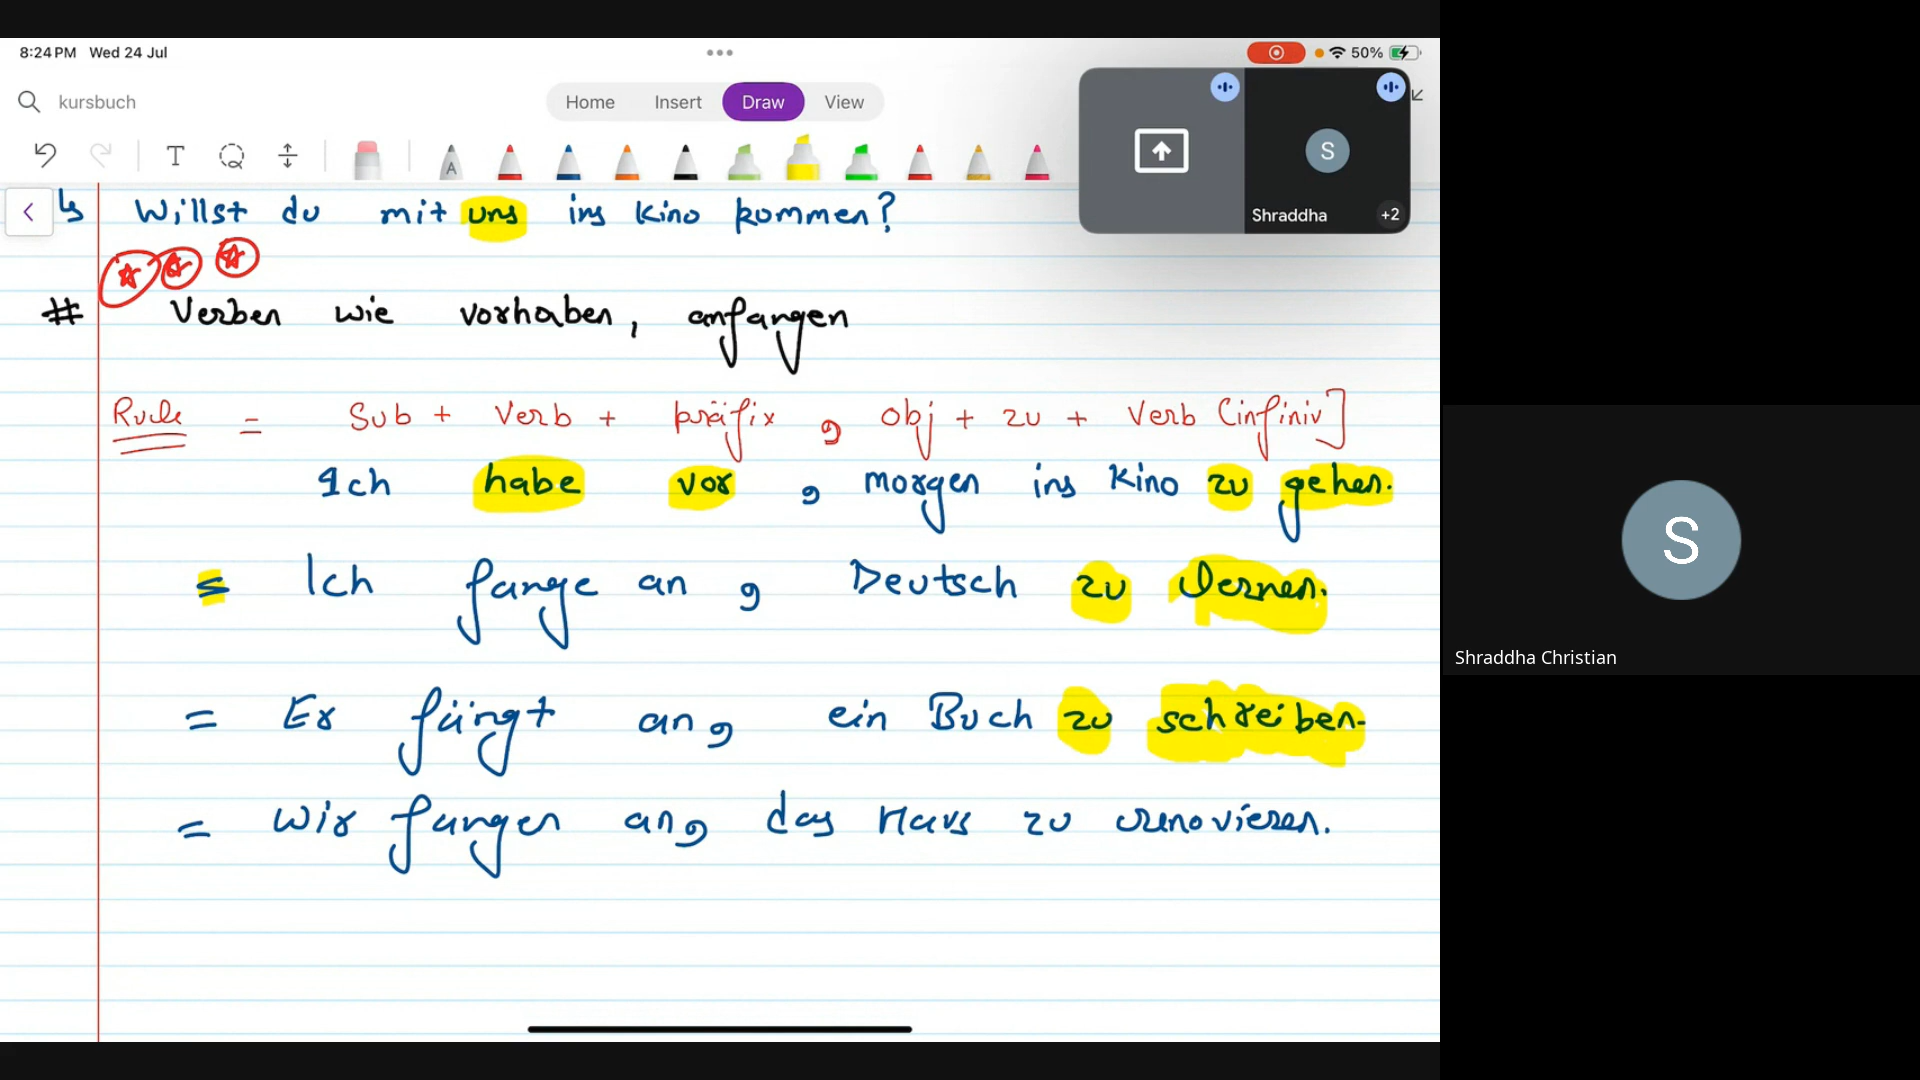 8:24 PM Wed 24 Jul
50%
kursbuch
Home Insert Draw View
A
S
Shraddha +2
↳ Willst du mit uns ins Kino kommen?
# Verben wie vorhaben, anfangen
Rule = Sub + Verb + präfix, obj + zu + Verb [infiniv]
Ich habe vor, morgen ins Kino zu gehen.
= Ich fange an, Deutsch zu lernen.
= Er fängt an, ein Buch zu schreiben.
= Wir fangen an, das Haus zu renovieren.
S
Shraddha Christian